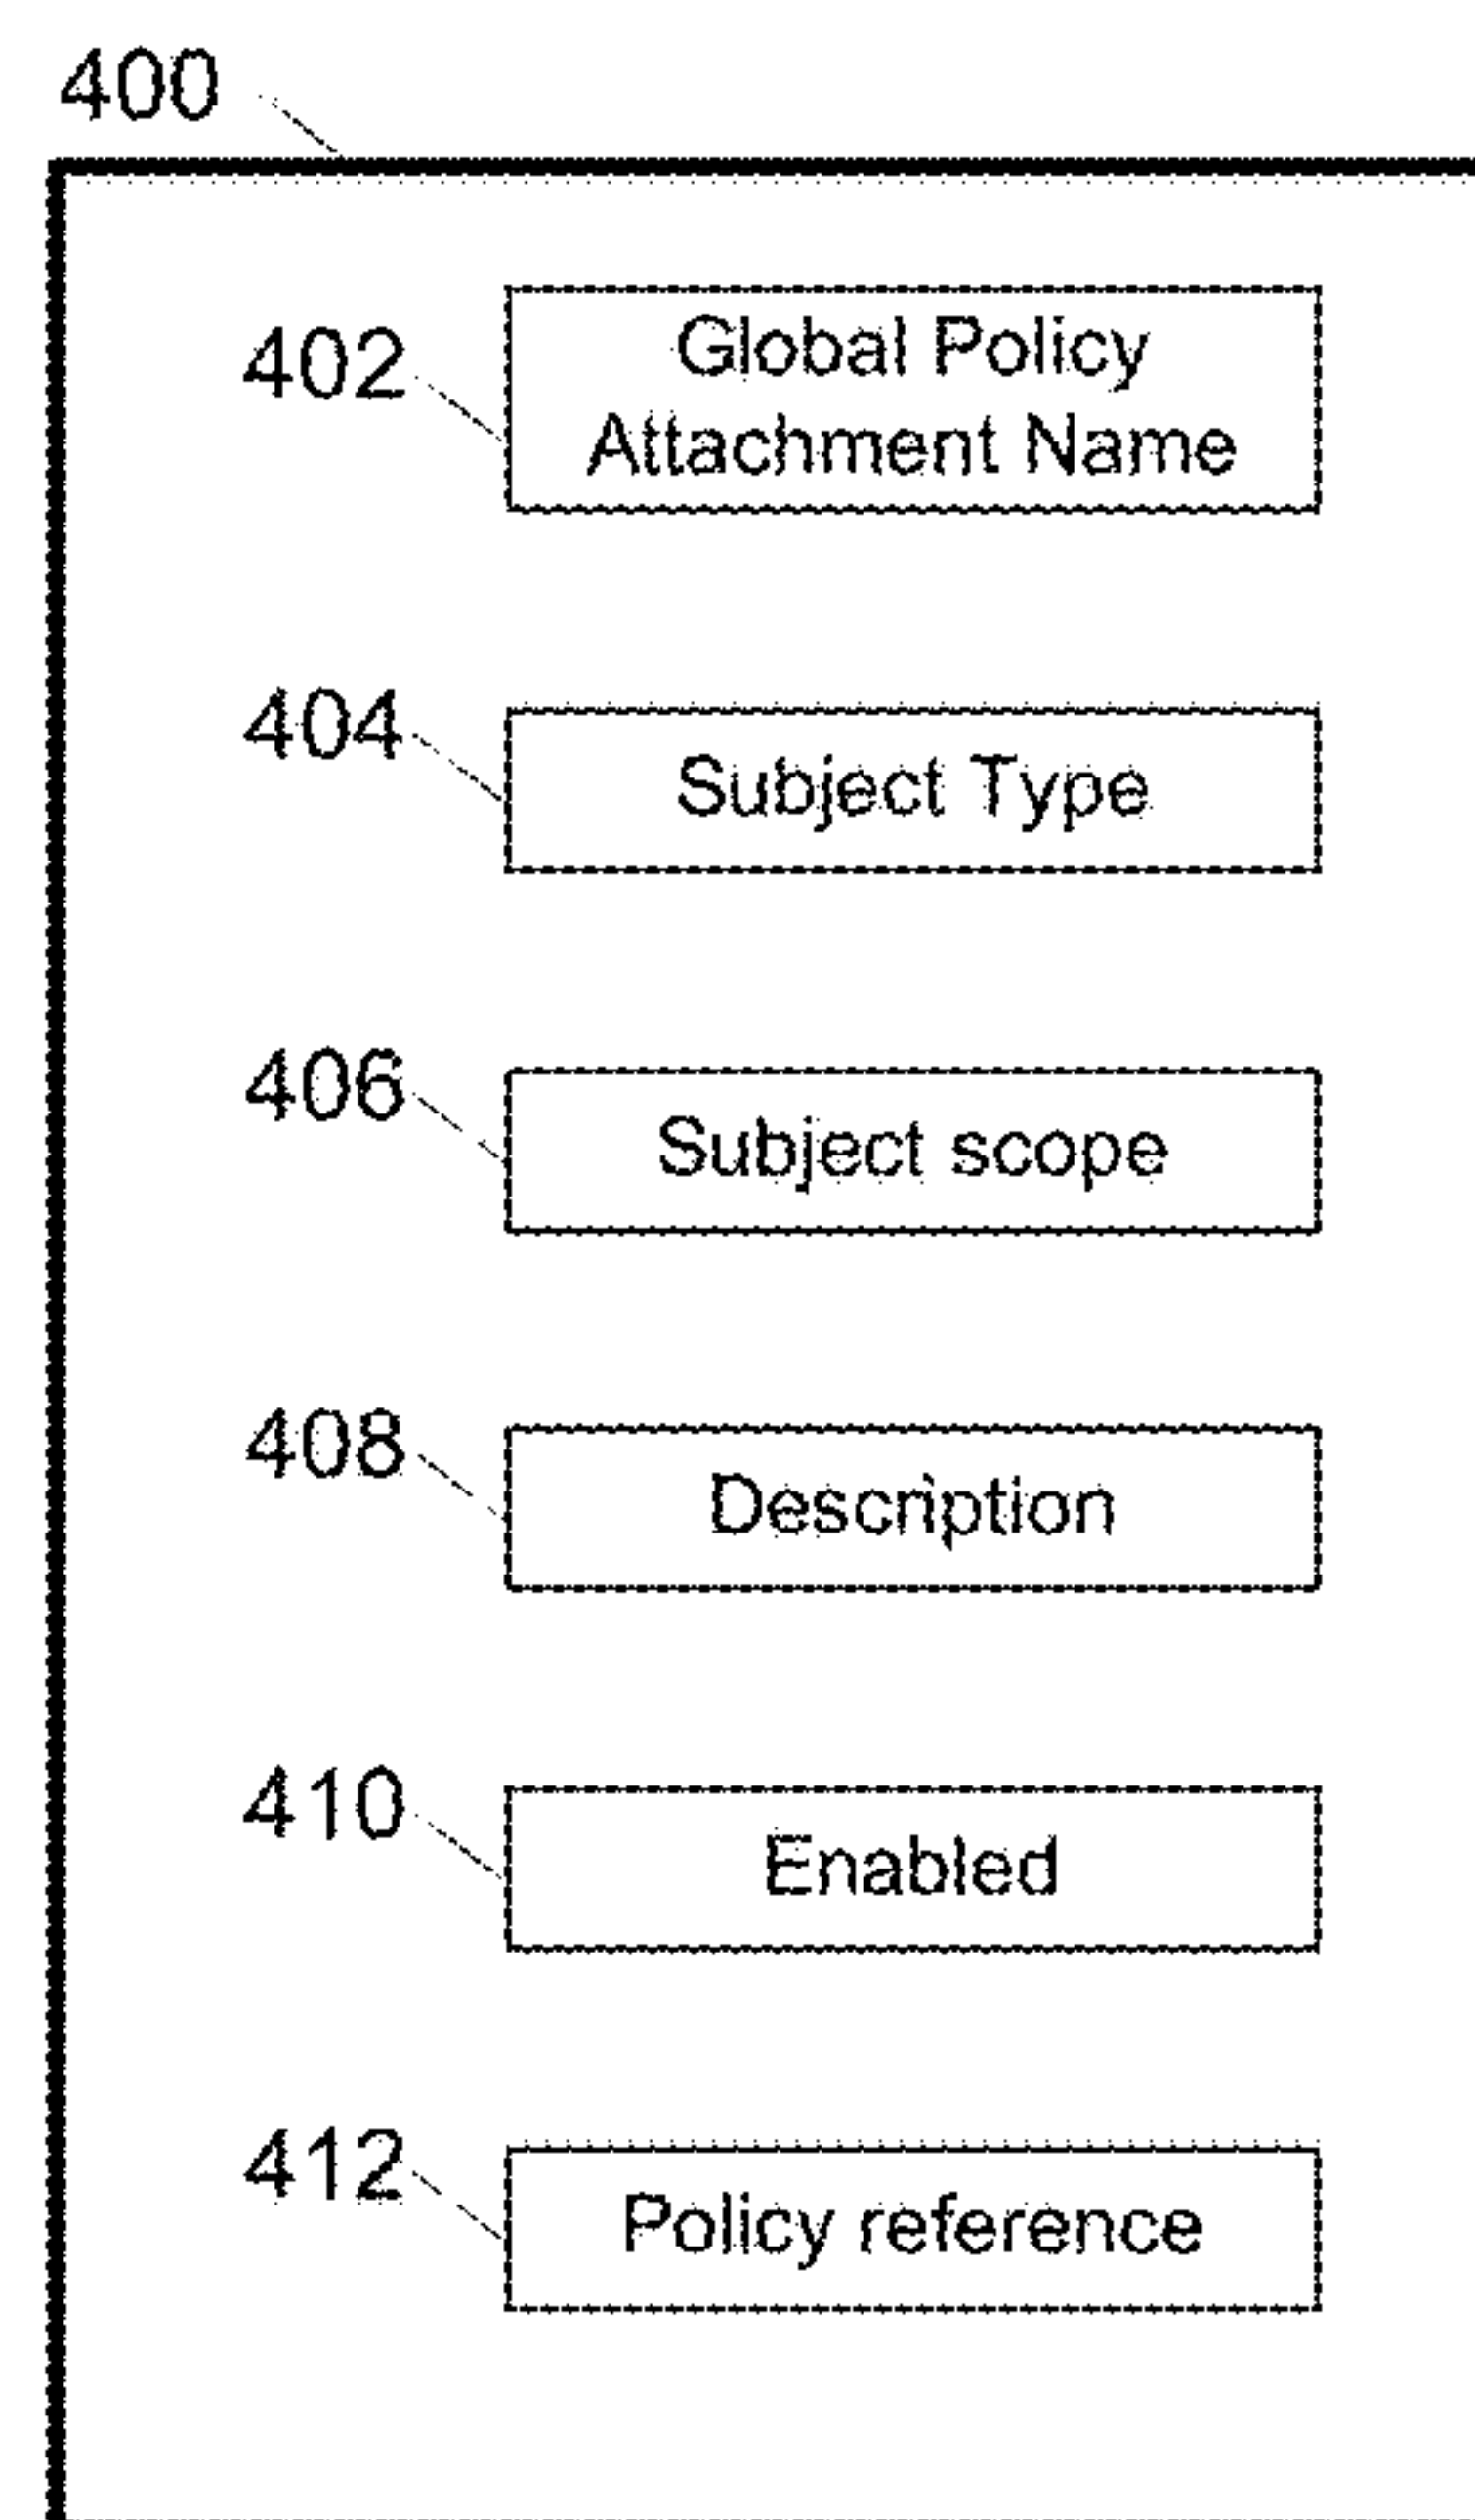 400
402
Global Policy
Attachment Name
404
Subject Type
406
Subject scope
408
Description
410
Enabled
412
Policy reference